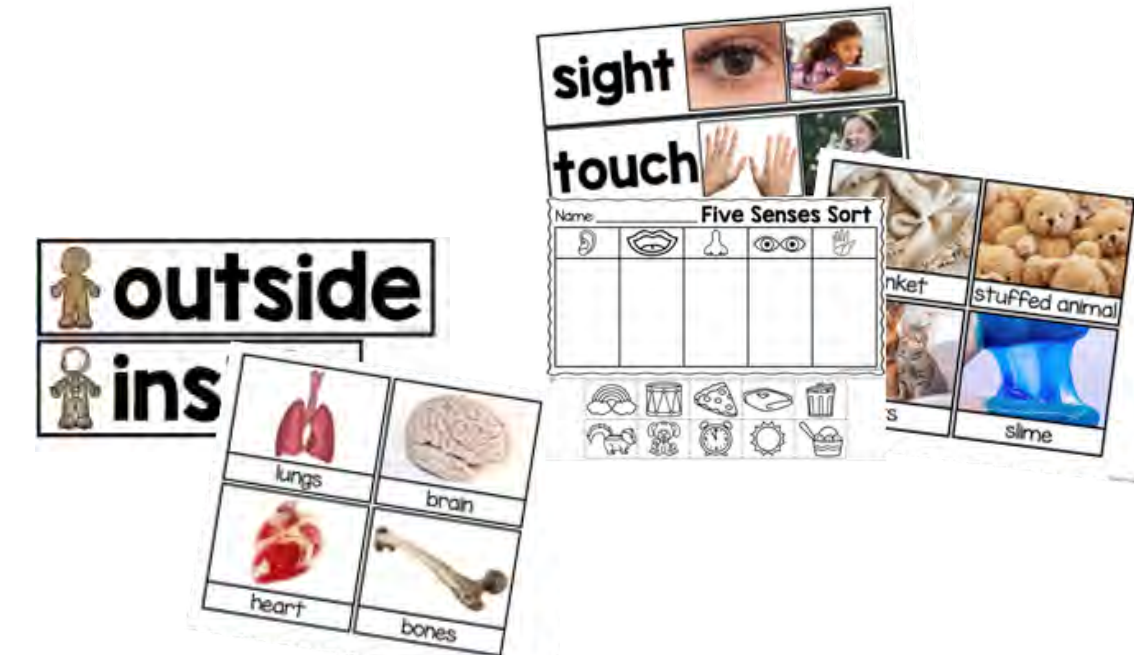 sight
touch
Name: Five Senses Sort
nket
stuffed animal
slime
outside
ins
lungs
brain
heart
bones